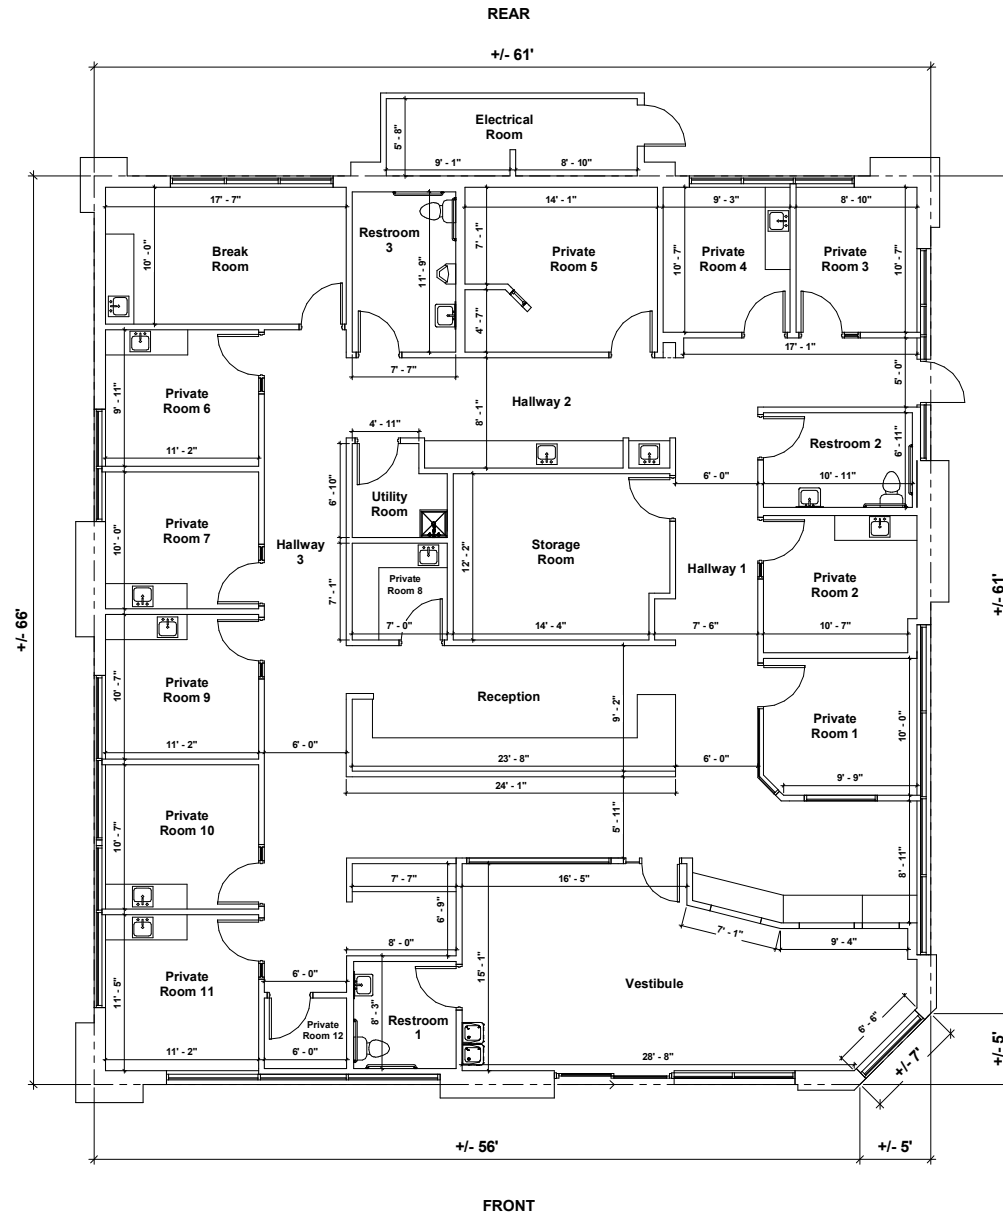 REAR
+/- 61'
Electrical
Room
5' - 8"
9' - 1"
8' - 10"
17' - 7"
14' - 1"
9' - 3"
8' - 10"
Break
Room
10' - 0"
Restroom
3
11' - 9"
7' - 1"
4' - 7"
Private
Room 5
10' - 7"
Private
Room 4
Private
Room 3
10' - 7"
17' - 1"
7' - 7"
5' - 0"
9' - 11"
Private
Room 6
11' - 2"
8' - 1"
Hallway 2
4' - 11"
Restroom 2
6' - 11"
10' - 11"
6' - 0"
6' - 10"
Utility
Room
10' - 0"
Private
Room 7
Hallway
3
12' - 2"
Storage
Room
Hallway 1
Private
Room 2
7' - 1"
Private
Room 8
7' - 0"
14' - 4"
7' - 6"
10' - 7"
+/- 66'
+/- 61'
10' - 7"
Private
Room 9
11' - 2"
6' - 0"
Reception
9' - 2"
23' - 8"
6' - 0"
24' - 1"
Private
Room 1
10' - 0"
9' - 9"
10' - 7"
Private
Room 10
5' - 11"
8' - 11"
7' - 7"
16' - 5"
6' - 9"
8' - 0"
7' - 1"
9' - 4"
11' - 5"
Private
Room 11
11' - 2"
6' - 0"
Private
Room 12
6' - 0"
8' - 3"
Restroom
1
15' - 1"
Vestibule
28' - 8"
6' - 6"
+/- 7'
+/- 5'
+/- 56'
+/- 5'
FRONT